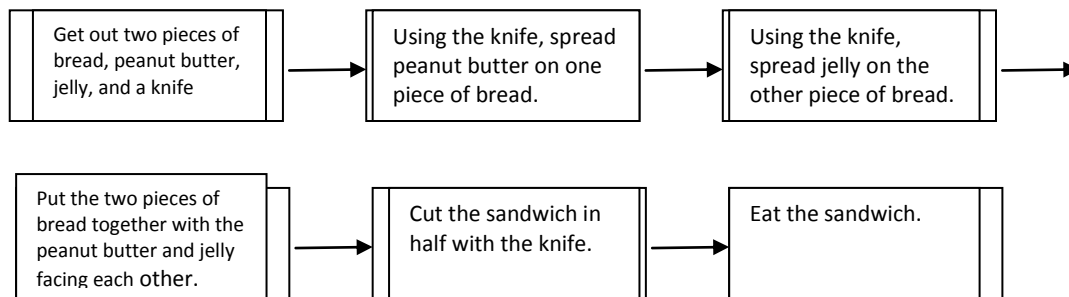 Get out two pieces of
bread, peanut butter,
jelly, and a knife
Using the knife, spread
peanut butter on one
piece of bread.
Using the knife,
spread jelly on the
other piece of bread.
Put the two pieces of
bread together with the
peanut butter and jelly
facing each other.
Cut the sandwich in
half with the knife.
Eat the sandwich.